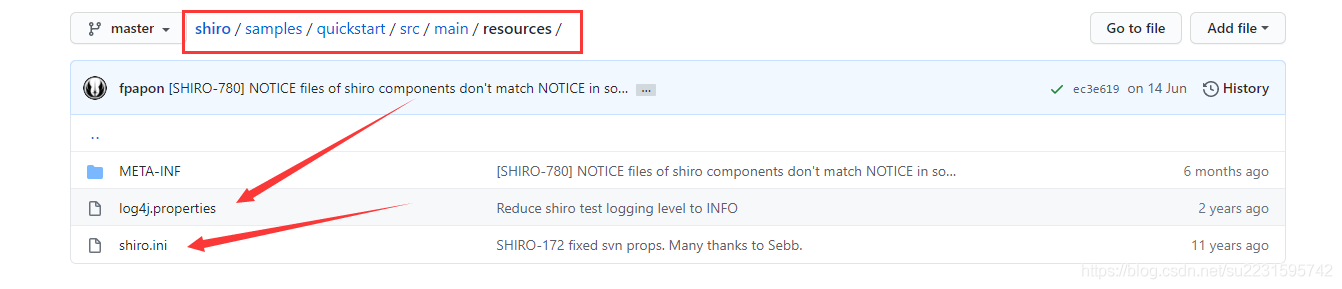 master shiro / samples / quickstart / src / main / resources / Go to file Add file
fpapon [SHIRO-780] NOTICE files of shiro components don't match NOTICE in so... ... ec3e619 on 14 Jun History
..
META-INF [SHIRO-780] NOTICE files of shiro components don't match NOTICE in so... 6 months ago
log4j.properties Reduce shiro test logging level to INFO 2 years ago
shiro.ini SHIRO-172 fixed svn props. Many thanks to Sebb. 11 years ago
https://blog.csdn.net/su2231595742